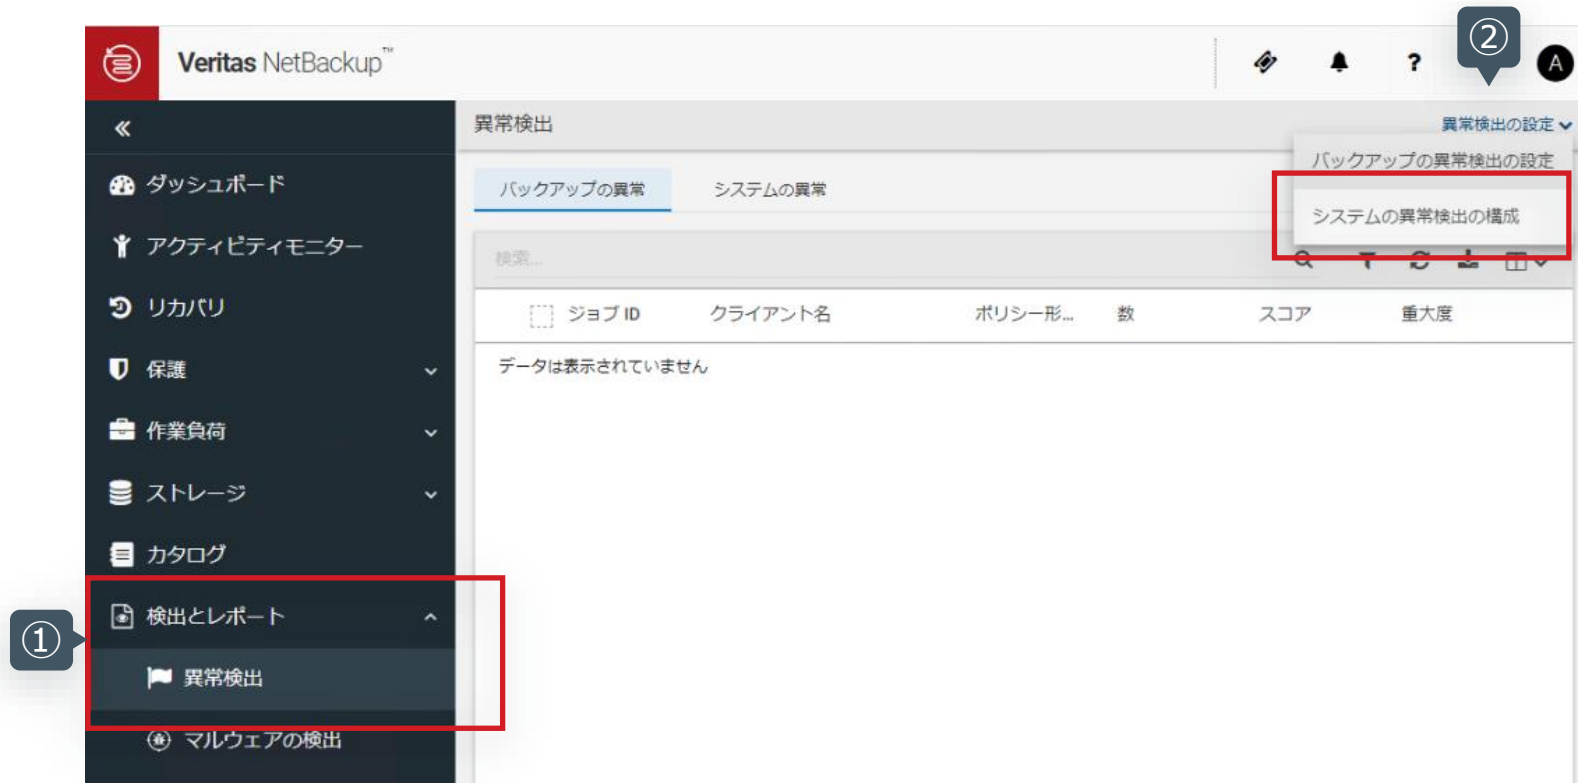 ②
Veritas NetBackup™
?
A
異常検出
異常検出の設定
バックアップの異常検出の設定
システムの異常検出の構成
ダッシュボード
アクティビティモニター
リカバリ
保護
作業負荷
ストレージ
カタログ
①
検出とレポート
異常検出
マルウェアの検出
バックアップの異常
システムの異常
検索...
ジョブ ID
クライアント名
ポリシー形...
数
スコア
重大度
データは表示されていません